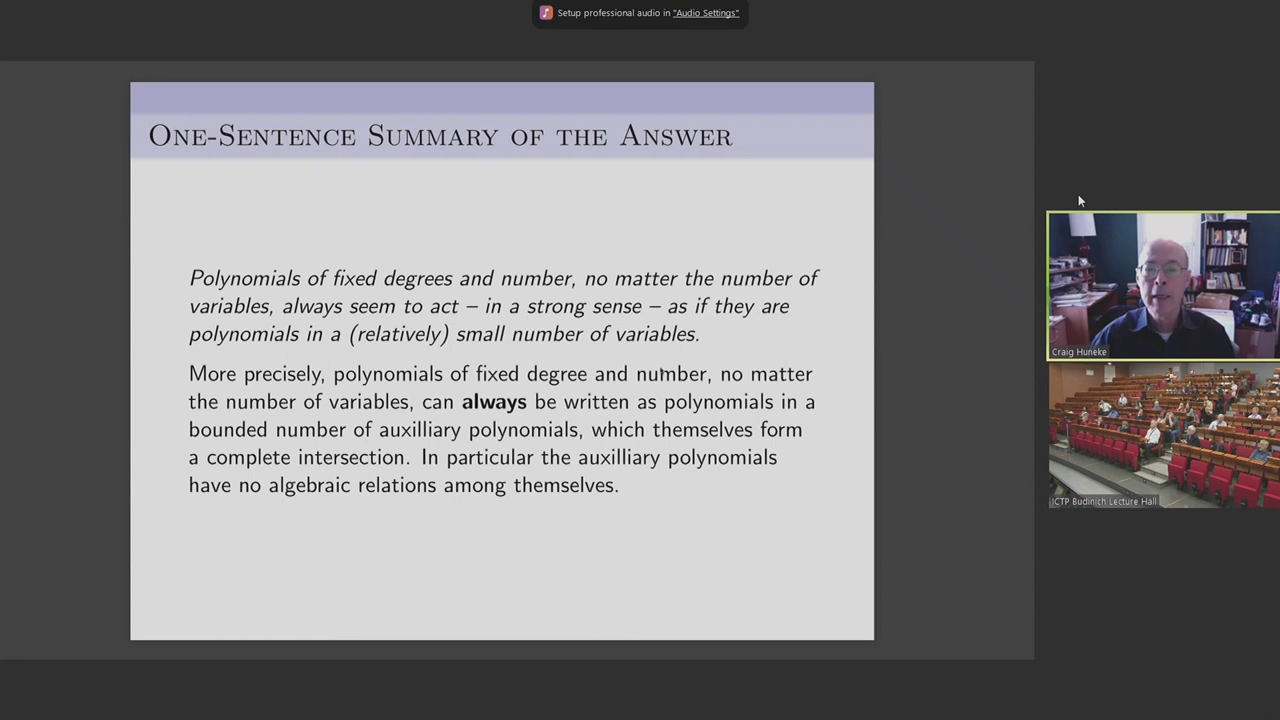 Setup professional audio in "Audio Settings"
One-Sentence Summary of the Answer
Polynomials of fixed degrees and number, no matter the number of
variables, always seem to act – in a strong sense – as if they are
polynomials in a (relatively) small number of variables.
More precisely, polynomials of fixed degree and number, no matter
the number of variables, can always be written as polynomials in a
bounded number of auxilliary polynomials, which themselves form
a complete intersection. In particular the auxilliary polynomials
have no algebraic relations among themselves.
Craig Huneke
ICTP Budinich Lecture Hall